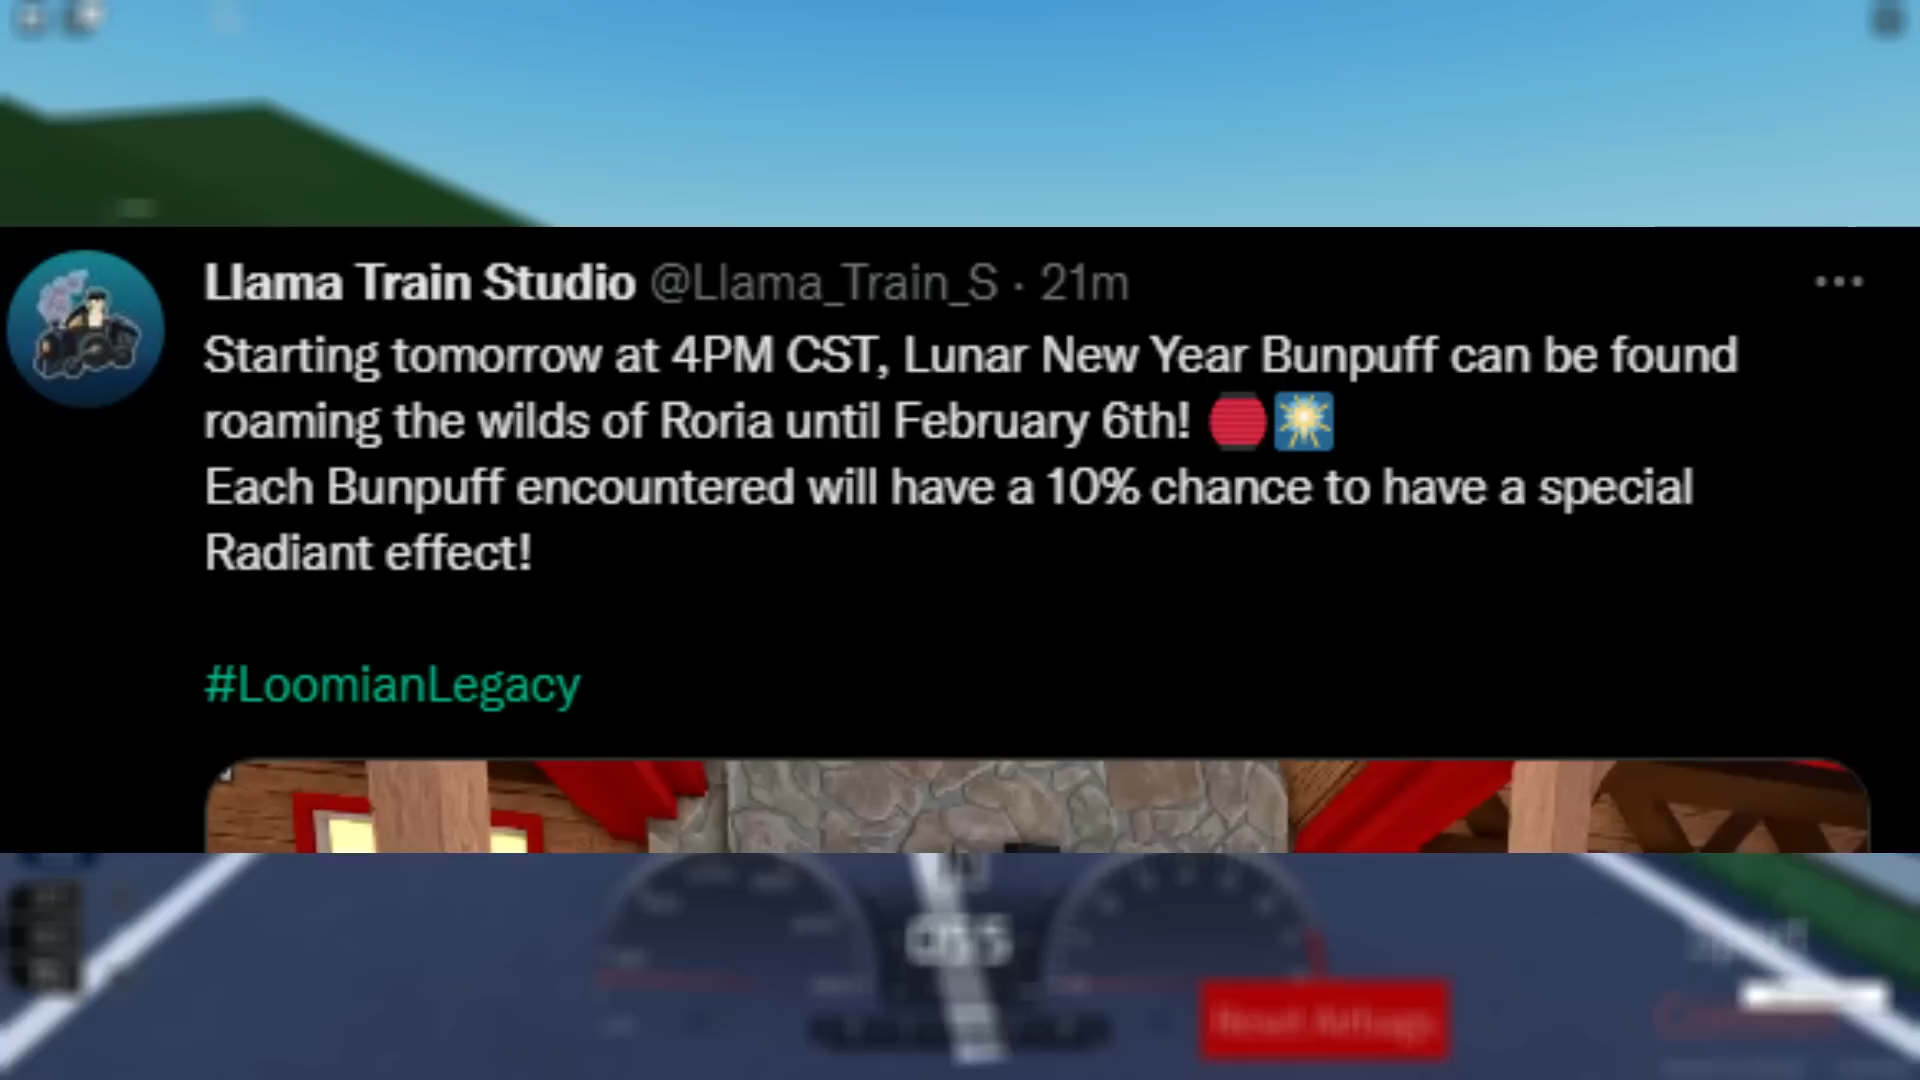 Llama Train Studio @Llama_Train_S · 21m
Starting tomorrow at 4PM CST, Lunar New Year Bunpuff can be found
roaming the wilds of Roria until February 6th! 🏮🎇
Each Bunpuff encountered will have a 10% chance to have a special
Radiant effect!
#LoomianLegacy